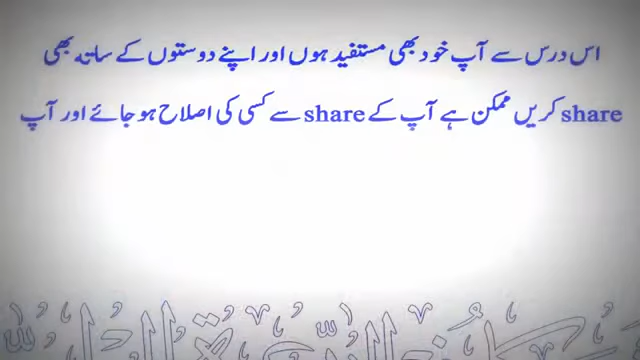 اس درس سے آپ خود بھی مستفید ہوں اور اپنے دوستوں کے ساتھ بھی
share کریں ممکن ہے آپ کے share سے کسی کی اصلاح ہو جائے اور آپ